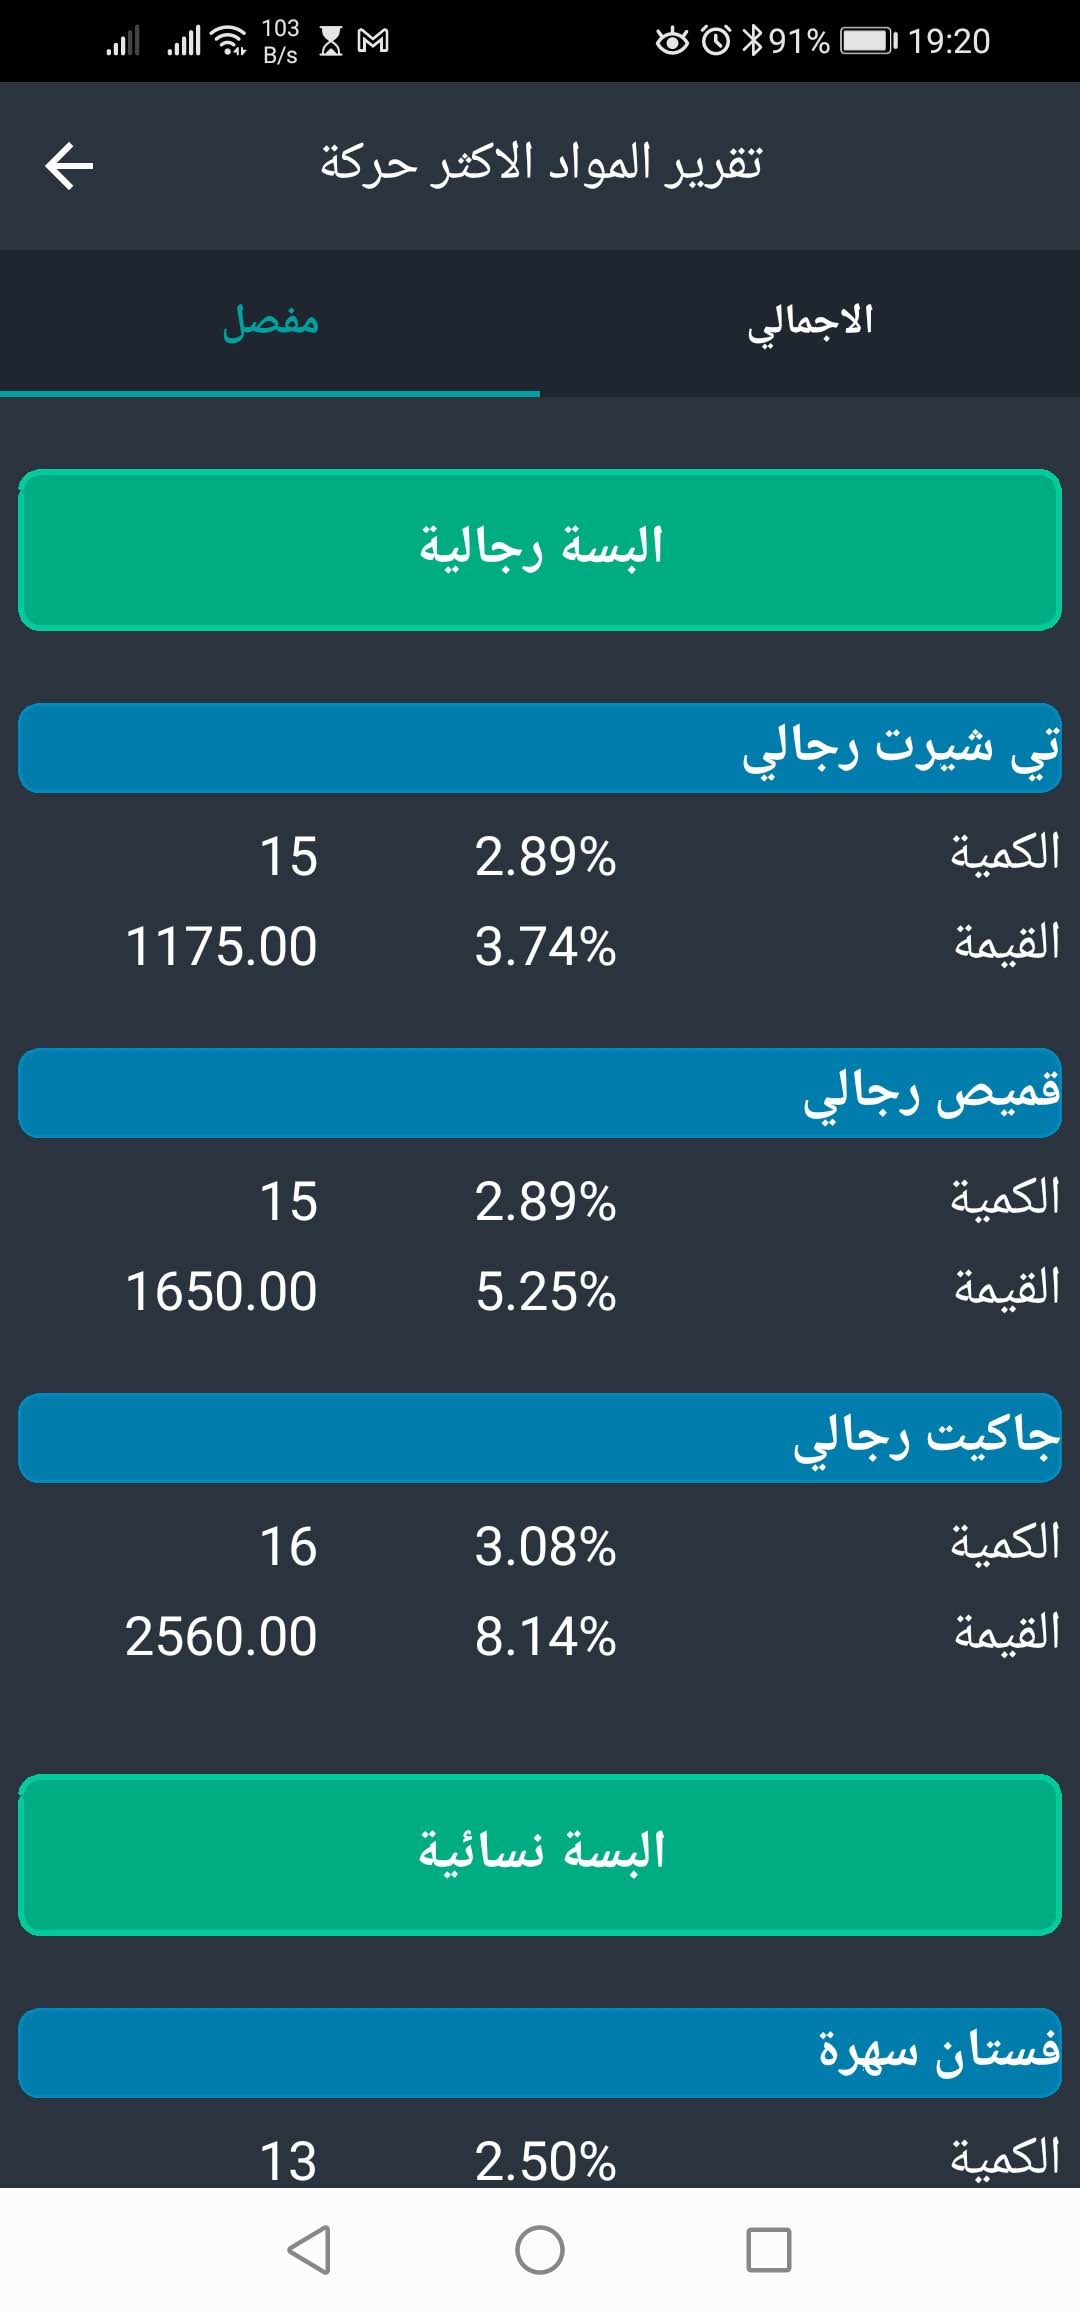 103 B/s 91% 19:20
تقرير المواد الاكثر حركة
الاجمالي مفصل
البسة رجالية
تي شيرت رجالي
الكمية 2.89% 15
القيمة 3.74% 1175.00
قميص رجالي
الكمية 2.89% 15
القيمة 5.25% 1650.00
جاكيت رجالي
الكمية 3.08% 16
القيمة 8.14% 2560.00
البسة نسائية
فستان سهرة
الكمية 2.50% 13